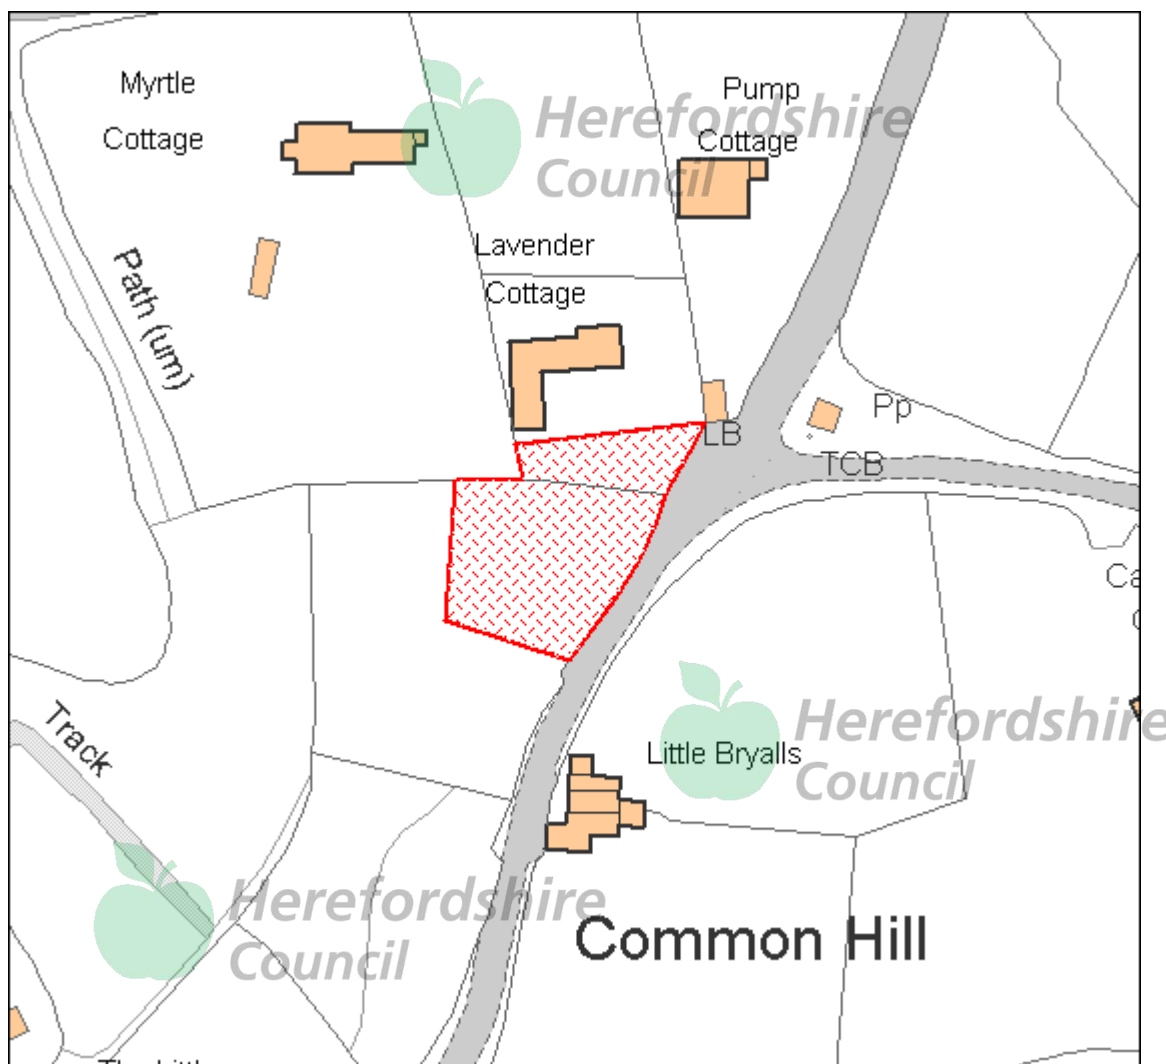 Myrtle
Cottage
Herefordshire
Council
Pump
Cottage
Lavender
Cottage
Path (um)
LB
Pp
TCB
Track
Little Bryalls
Herefordshire
Council
Herefordshire
Council
Common Hill